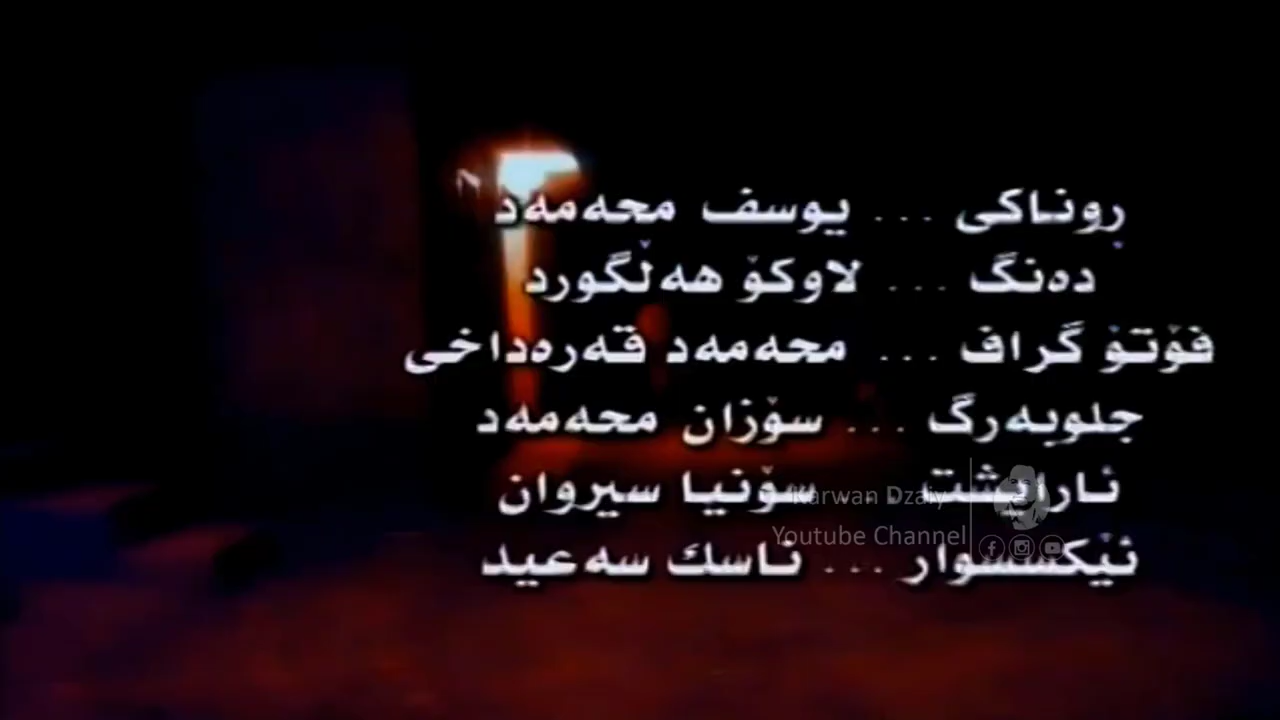 ڕوناکی ... یوسف محەمەد
دەنگ ... لاوکۆ هەڵگورد
فۆتۆ گراف ... محەمەد قەرەداخی
جلوبەرگ ... سۆزان محەمەد
ئارایشت ... سۆنیا سیروان
ئێکسسوار ... ناسك سەعید
Karwan Dzaiy
Youtube Channel